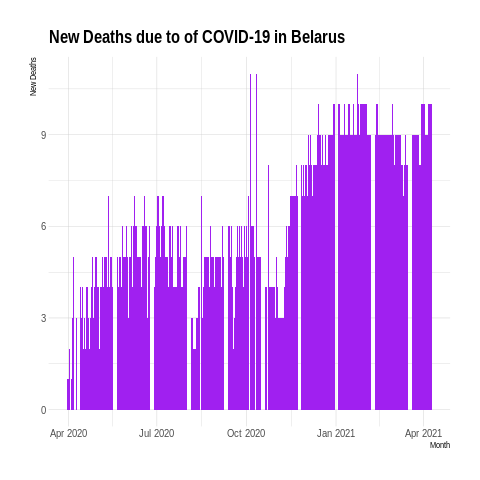 New Deaths due to of COVID-19 in Belarus
New Deaths
9
6
3
0
Apr 2020 Jul 2020 Oct 2020 Jan 2021 Apr 2021
Month